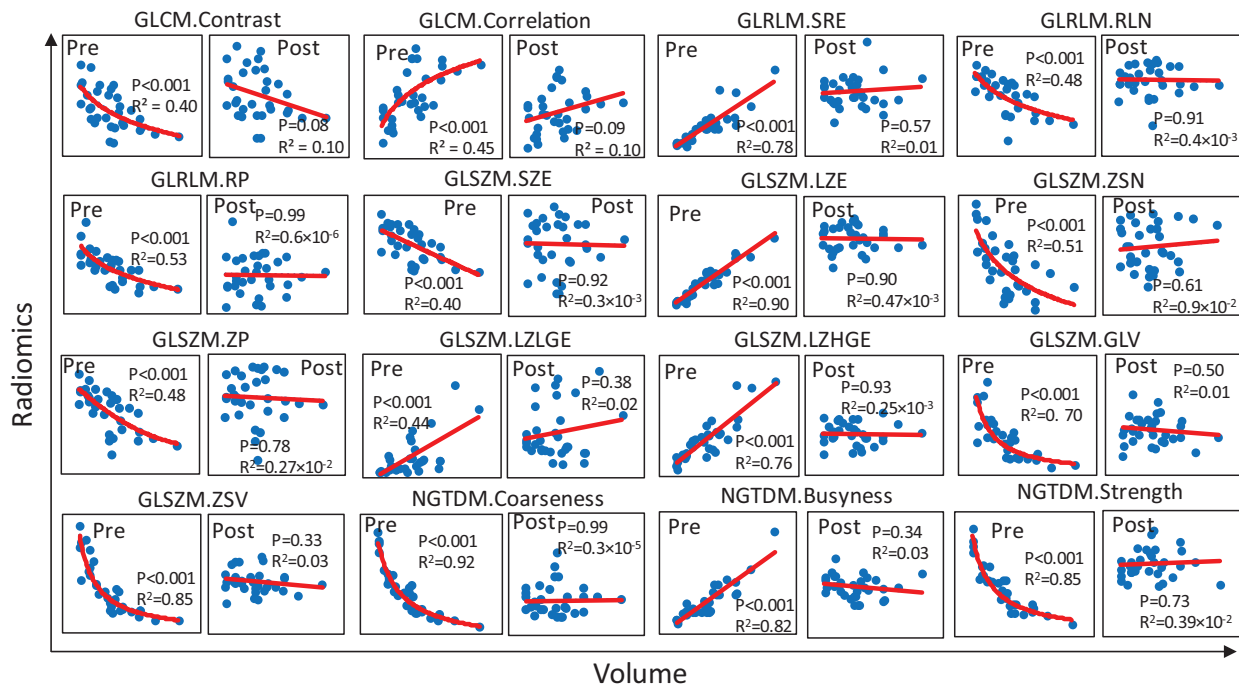 GLCM.Contrast
Pre
P<0.001
R² = 0.40
Post
P=0.08
R² = 0.10
GLCM.Correlation
Pre
P<0.001
R² = 0.45
Post
P=0.09
R² = 0.10
GLRLM.SRE
Pre
P<0.001
R²=0.78
Post
P=0.57
R²=0.01
GLRLM.RLN
Pre
P<0.001
R²=0.48
Post
P=0.91
R²=0.4×10⁻³
GLRLM.RP
Pre
P<0.001
R²=0.53
Post
P=0.99
R²=0.6×10⁻⁶
GLSZM.SZE
Pre
P<0.001
R²=0.40
Post
P=0.92
R²=0.3×10⁻³
GLSZM.LZE
Pre
P<0.001
R²=0.90
Post
P=0.90
R²=0.47×10⁻³
GLSZM.ZSN
Pre
P<0.001
R²=0.51
Post
P=0.61
R²=0.9×10⁻²
GLSZM.ZP
Pre
P<0.001
R²=0.48
Post
P=0.78
R²=0.27×10⁻²
GLSZM.LZLGE
Pre
P<0.001
R²=0.44
Post
P=0.38
R²=0.02
GLSZM.LZHGE
Pre
P<0.001
R²=0.76
Post
P=0.93
R²=0.25×10⁻³
GLSZM.GLV
Pre
P<0.001
R²=0. 70
Post
P=0.50
R²=0.01
GLSZM.ZSV
Pre
P<0.001
R²=0.85
Post
P=0.33
R²=0.03
NGTDM.Coarseness
Pre
P<0.001
R²=0.92
Post
P=0.99
R²=0.3×10⁻⁵
NGTDM.Busyness
Pre
P<0.001
R²=0.82
Post
P=0.34
R²=0.03
NGTDM.Strength
Pre
P<0.001
R²=0.85
Post
P=0.73
R²=0.39×10⁻²
Radiomics
Volume